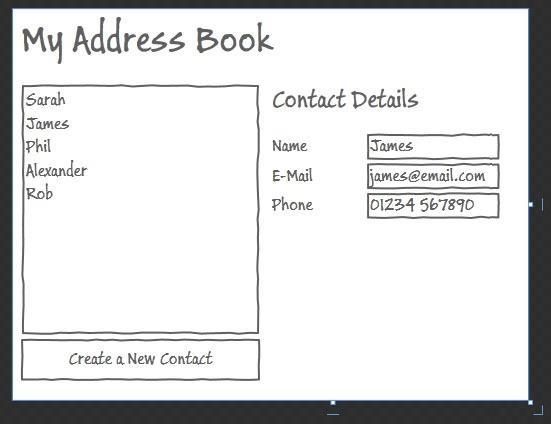 My Address Book
Sarah
James
Phil
Alexander
Rob
Create a New Contact
Contact Details
Name James
E-Mail james@email.com
Phone 01234 567890